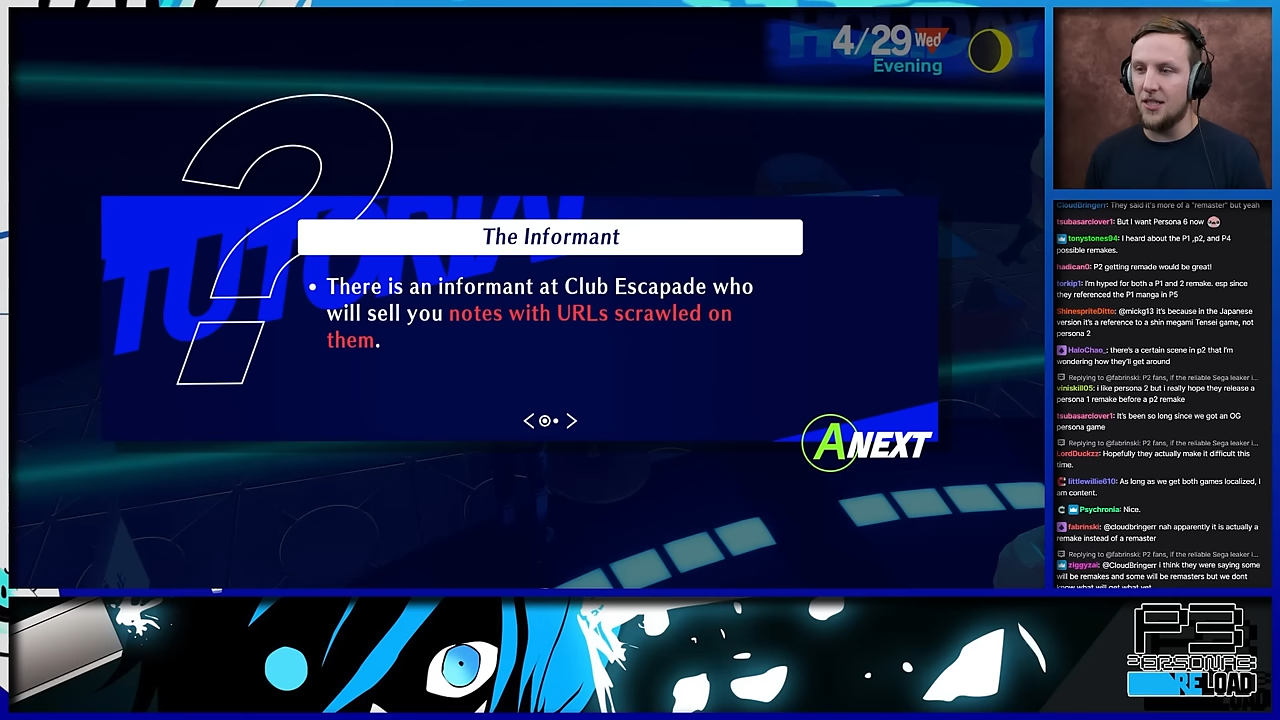 HOLIDAY
4/29 Wed
Evening
TUTORIAL
The Informant
• There is an informant at Club Escapade who
will sell you notes with URLs scrawled on
them.
A NEXT
CloudBringerr: They said it's more of a "remaster" but yeah
tsubasarclover1: But I want Persona 6 now
tonystones94: I heard about the P1 ,p2, and P4
possible remakes.
hadican0: P2 getting remade would be great!
torkip1: I'm hyped for both a P1 and 2 remake. esp since
they referenced the P1 manga in P5
ShinespriteDitto: @mickg13 it's because in the Japanese
version it's a reference to a shin megami Tensei game, not
persona 2
HaloChao_: there's a certain scene in p2 that I'm
wondering how they'll get around
Replying to @fabrinski: P2 fans, if the reliable Sega leaker i...
viniskill05: i like persona 2 but i really hope they release a
persona 1 remake before a p2 remake
tsubasarclover1: It's been so long since we got an OG
persona game
Replying to @fabrinski: P2 fans, if the reliable Sega leaker i...
LordDuckzz: Hopefully they actually make it difficult this
time.
littlewillie610: As long as we get both games localized, I
am content.
Psychronia: Nice.
fabrinski: @cloudbringerr nah apparently it is actually a
remake instead of a remaster
Replying to @fabrinski: P2 fans, if the reliable Sega leaker i...
ziggyzai: @CloudBringerr i think they were saying some
will be remakes and some will be remasters but we dont
know what will get what yet
P3
PERSONA3
RELOAD